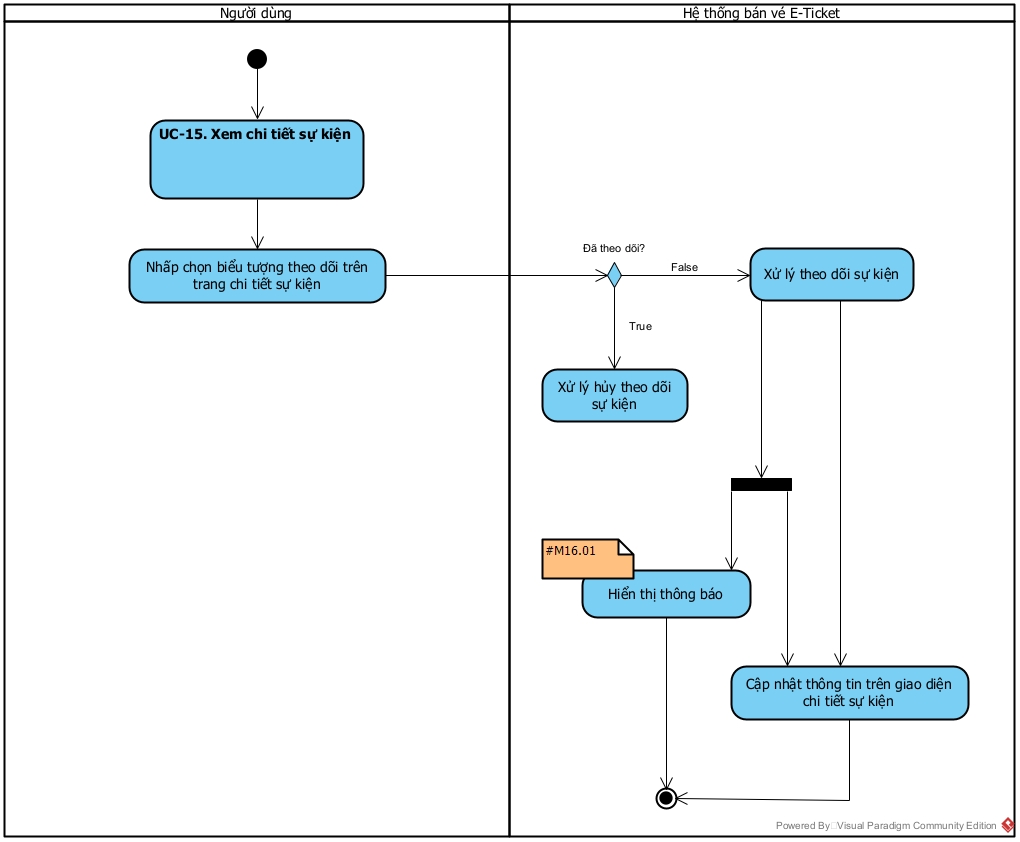 Người dùng
Hệ thống bán vé E-Ticket
UC-15. Xem chi tiết sự kiện
Nhấp chọn biểu tượng theo dõi trên
trang chi tiết sự kiện
Đã theo dõi?
False
Xử lý theo dõi sự kiện
True
Xử lý hủy theo dõi
sự kiện
#M16.01
Hiển thị thông báo
Cập nhật thông tin trên giao diện
chi tiết sự kiện
Powered By Visual Paradigm Community Edition